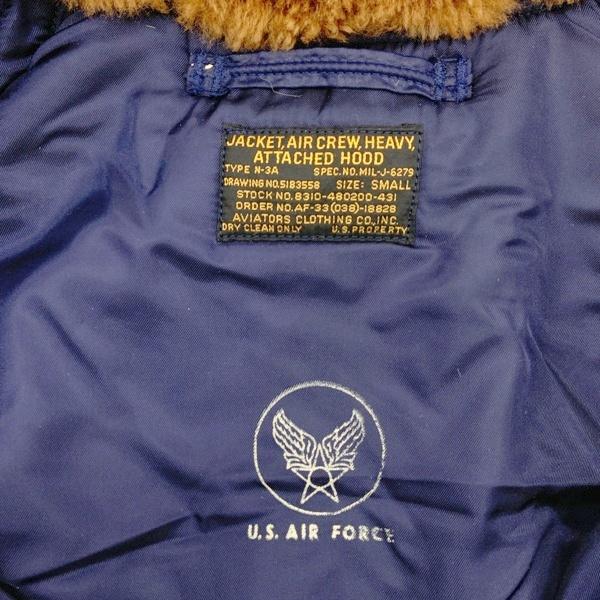 JACKET, AIR CREW, HEAVY,
ATTACHED HOOD
TYPE N-3A SPEC. NO. MIL-J-6279
DRAWING NO. 5183558 SIZE: SMALL
STOCK NO. 8310-480200-431
ORDER NO. AF-33 (038)-18828
AVIATORS CLOTHING CO., INC.
DRY CLEAN ONLY U.S. PROPERTY
U.S. AIR FORCE